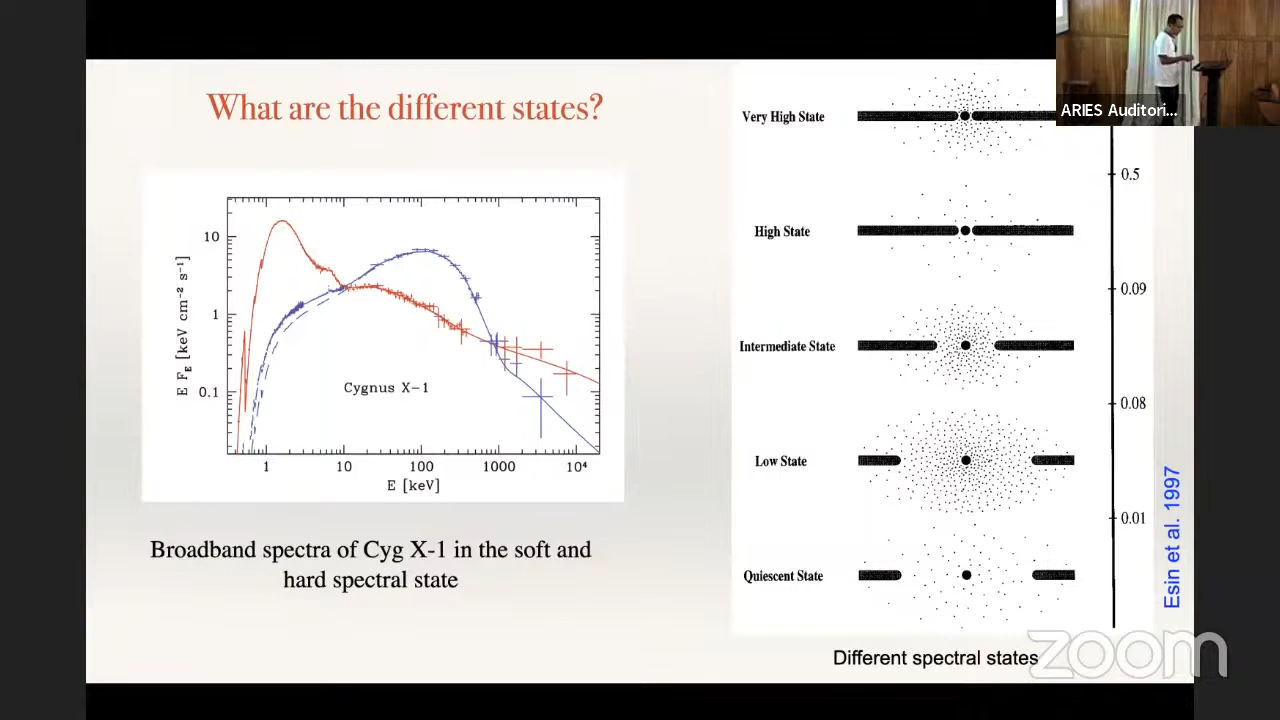 What are the different states?
E F_E [keV cm⁻² s⁻¹]
10
1
0.1
Cygnus X-1
1
10
100
1000
10⁴
E [keV]
Broadband spectra of Cyg X-1 in the soft and
hard spectral state
Very High State
High State
Intermediate State
Low State
Quiescent State
0.5
0.09
0.08
0.01
Esin et al. 1997
Different spectral states
ARIES Auditori...
zoom